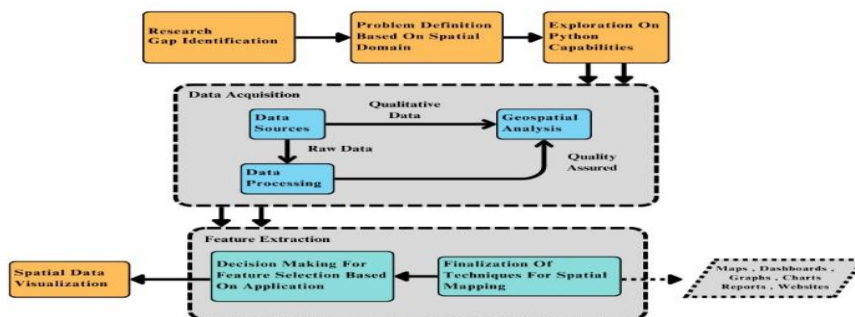 Research
Gap Identification
Problem Definition
Based On Spatial
Domain
Exploration On
Python
Capabilities
Data Acquisition
Data
Sources
Qualitative
Data
Geospatial
Analysis
Raw Data
Data
Processing
Quality
Assured
Feature Extraction
Spatial Data
Visualization
Decision Making For
Feature Selection Based
On Application
Finalization Of
Techniques For Spatial
Mapping
Maps , Dashboards ,
Graphs , Charts
Reports , Websites